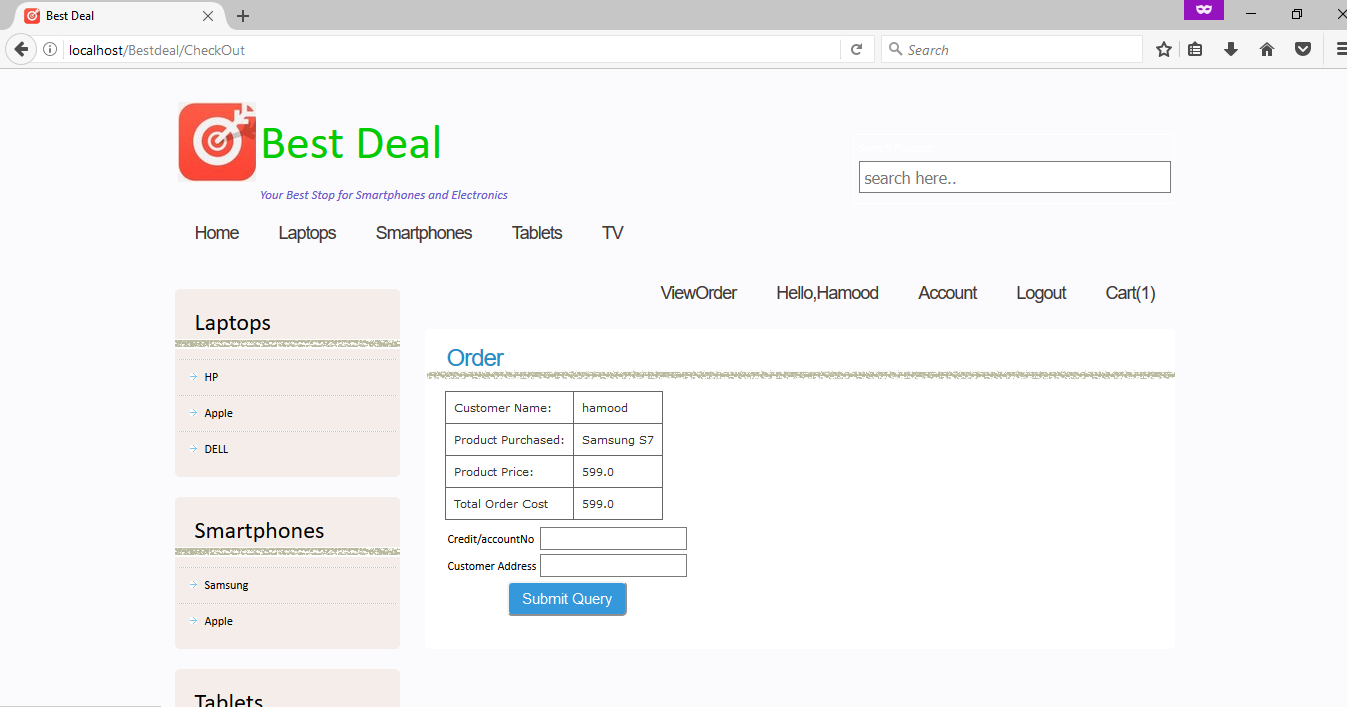 Best Deal
localhost/Bestdeal/CheckOut
Search
Best Deal
Your Best Stop for Smartphones and Electronics
search here..
Home Laptops Smartphones Tablets TV
ViewOrder Hello,Hamood Account Logout Cart(1)
Laptops
HP
Apple
DELL
Smartphones
Samsung
Apple
Tablets
Order
Customer Name: hamood
Product Purchased: Samsung S7
Product Price: 599.0
Total Order Cost 599.0
Credit/accountNo
Customer Address
Submit Query